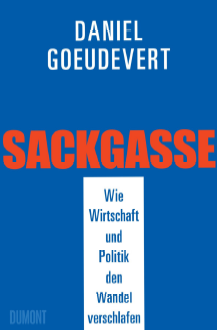 DANIEL
GOEUDEVERT
SACKGASSE
Wie
Wirtschaft
und
Politik
den
Wandel
verschlafen
DUMONT